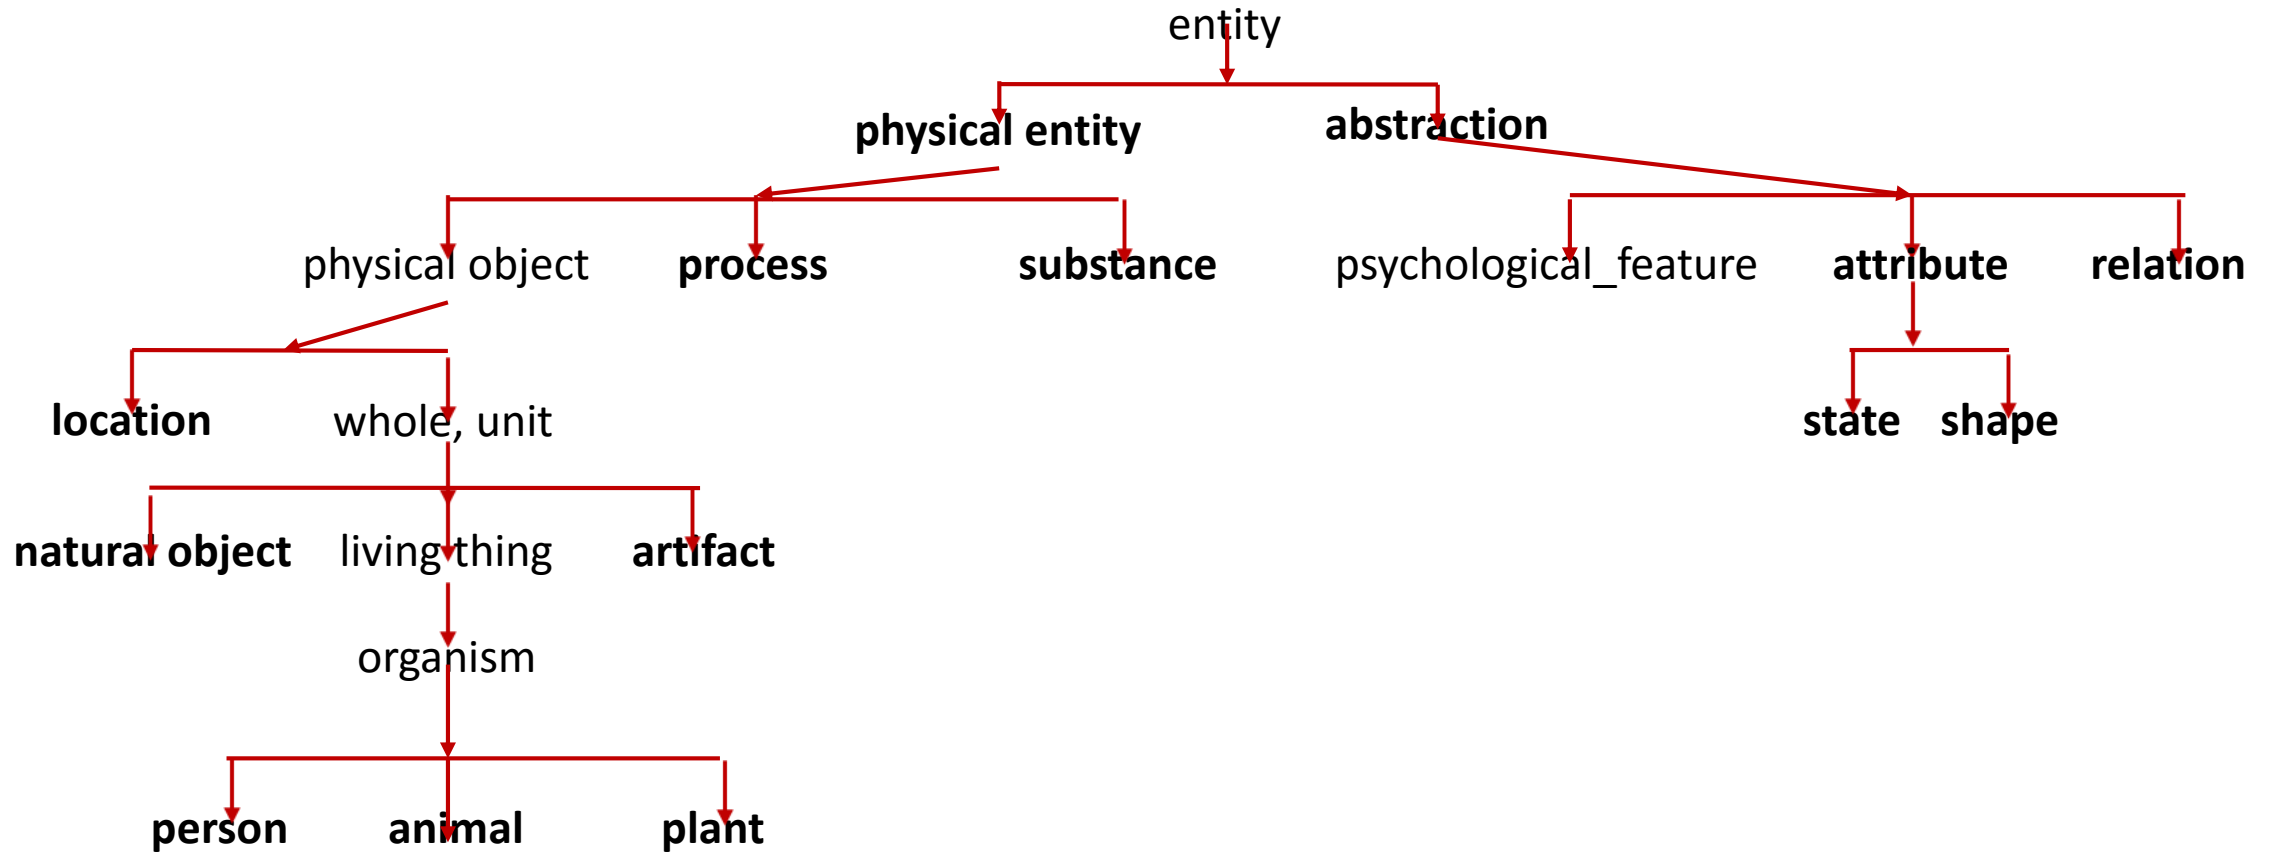 entity
physical entity abstraction
physical object process substance psychological_feature attribute relation
location whole, unit state shape
natural object living thing artifact
organism
person animal plant